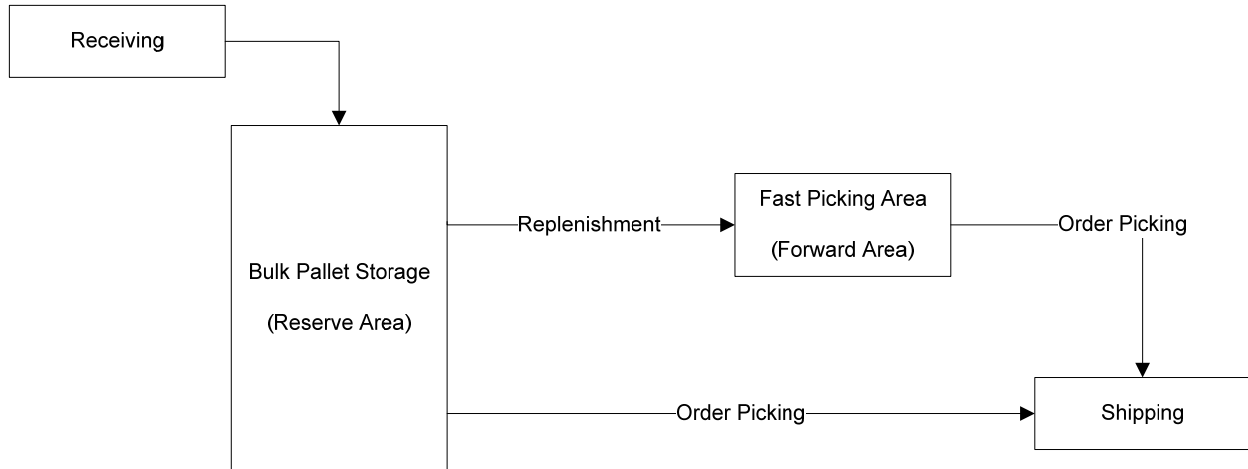 Receiving
Fast Picking Area
(Forward Area)
Replenishment
Order Picking
Bulk Pallet Storage
(Reserve Area)
Order Picking
Shipping